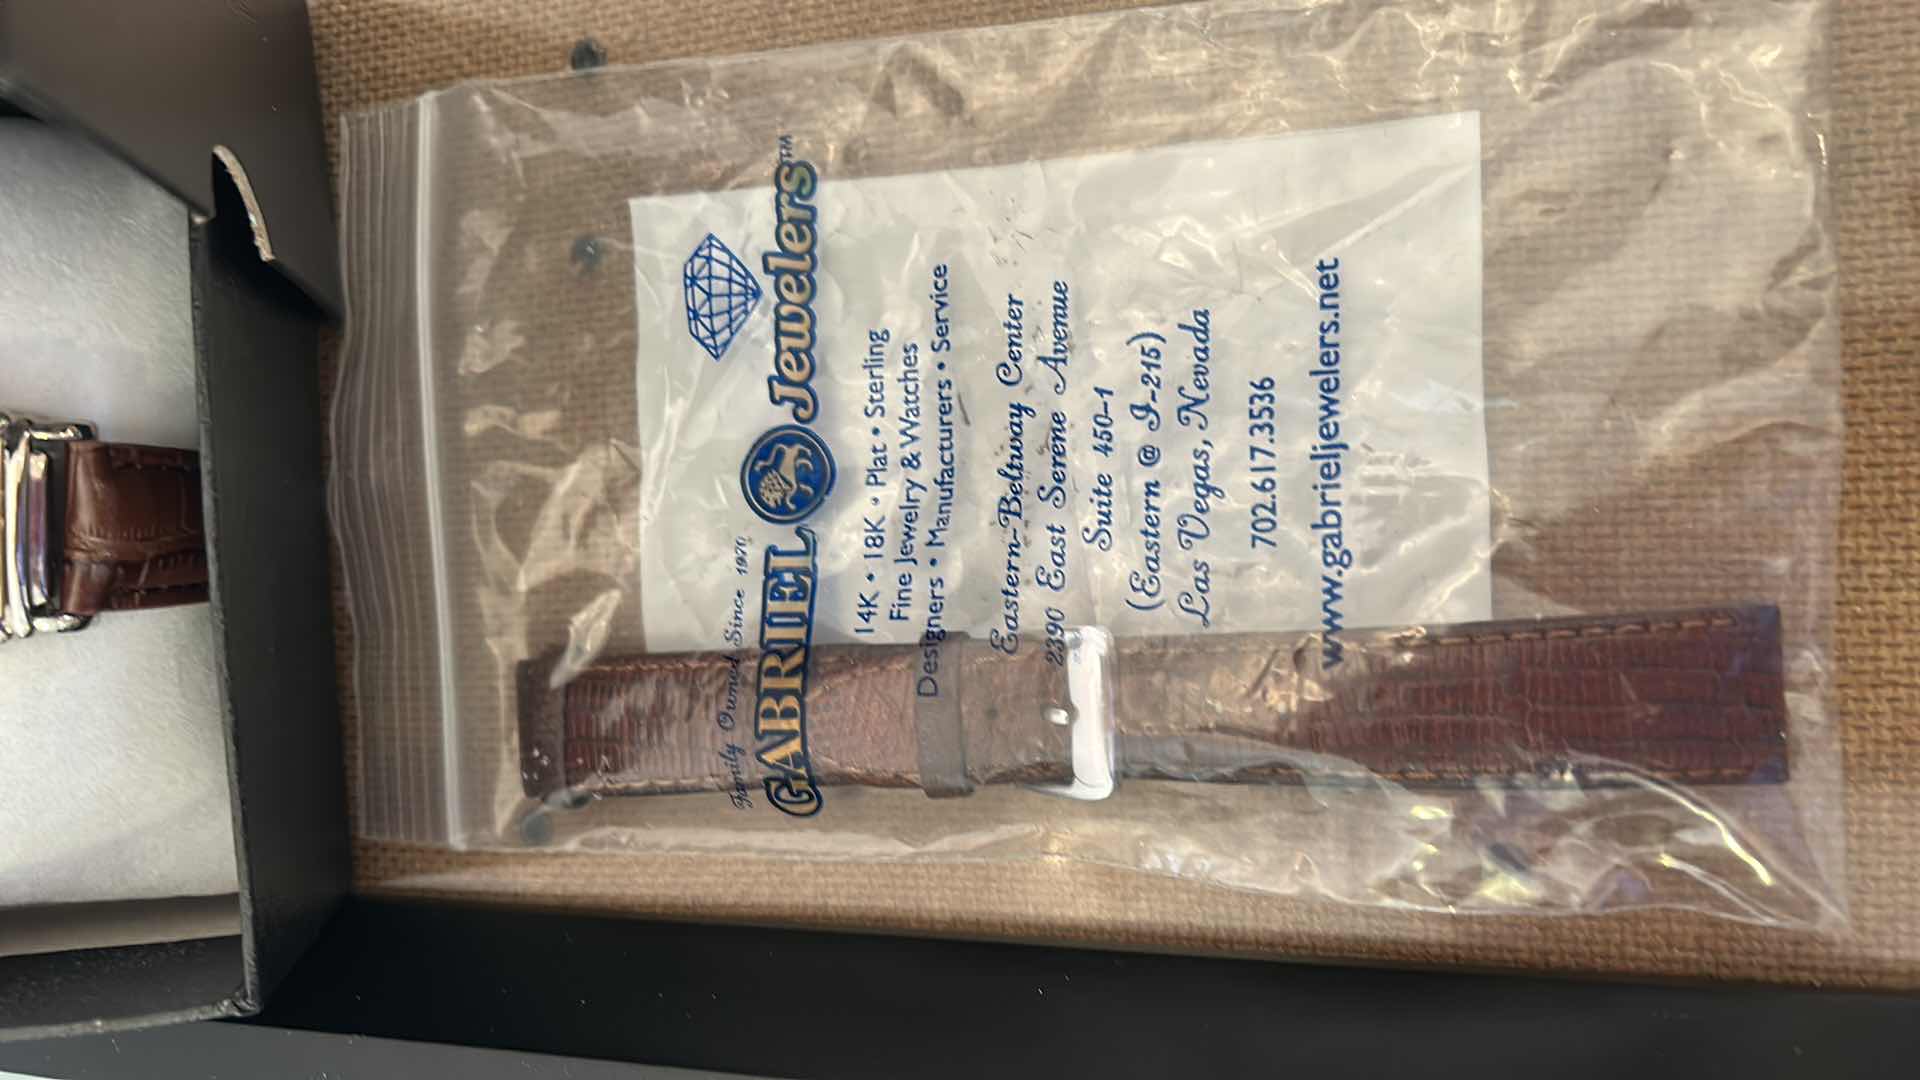 Family Owned Since 1970
GABRIEL Jewelers™
14K • 18K • Plat • Sterling
Fine Jewelry & Watches
Designers • Manufacturers • Service
Eastern-Beltway Center
2390 East Serene Avenue
Suite 450-1
(Eastern @ I-215)
Las Vegas, Nevada
702.617.3536
www.gabrieljewelers.net